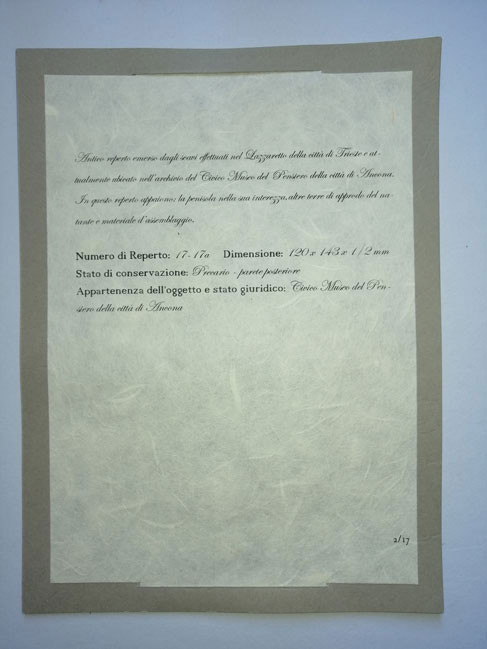 Antico reperto emerso dagli scavi effettuati nel Lazzaretto della città di Trieste e at-
tualmente ubicato nell'archivio del Civico Museo del Pensiero della città di Ancona.
In questo reperto appaiono: la penisola nella sua interezza, altre terre di approdo del na-
tante e materiale d'assemblaggio.
Numero di Reperto: 17-17a Dimensione: 120 x 143 x 1/2 mm
Stato di conservazione: Precario - parete posteriore
Appartenenza dell'oggetto e stato giuridico: Civico Museo del Pen-
siero della città di Ancona
2/17